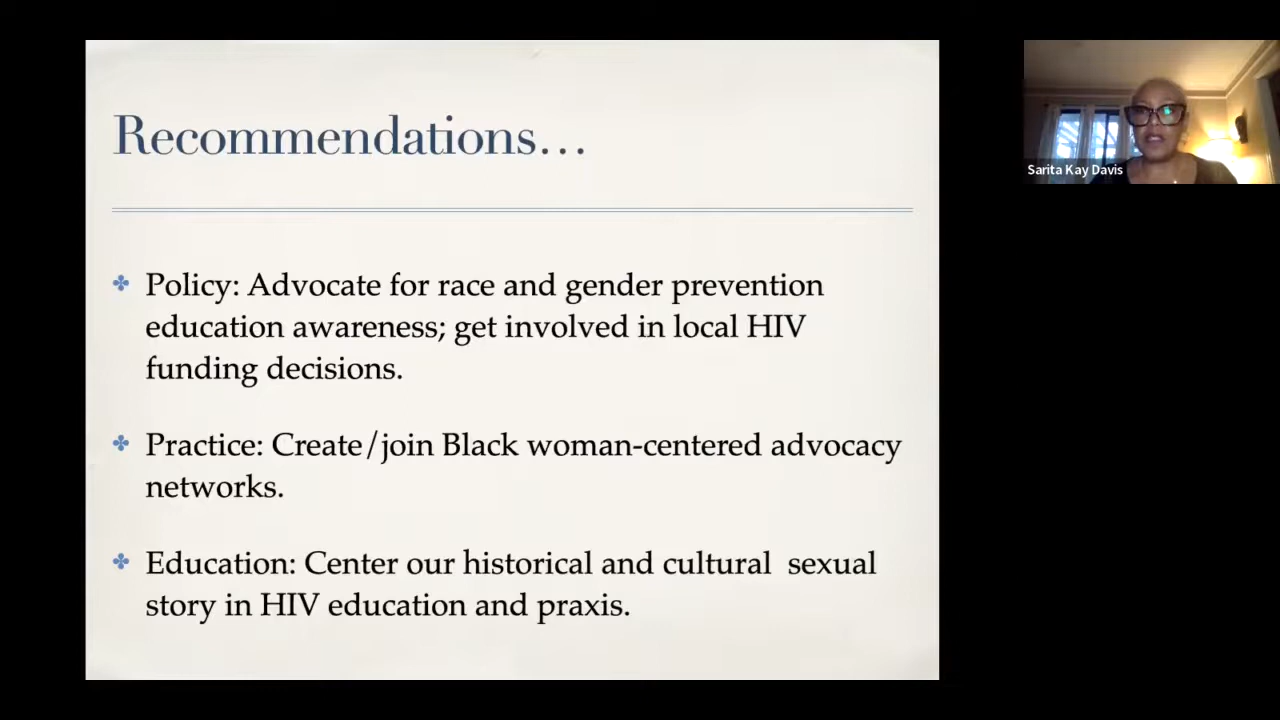 Recommendations…
Policy: Advocate for race and gender prevention
education awareness; get involved in local HIV
funding decisions.
Practice: Create/join Black woman-centered advocacy
networks.
Education: Center our historical and cultural  sexual
story in HIV education and praxis.
Sarita Kay Davis